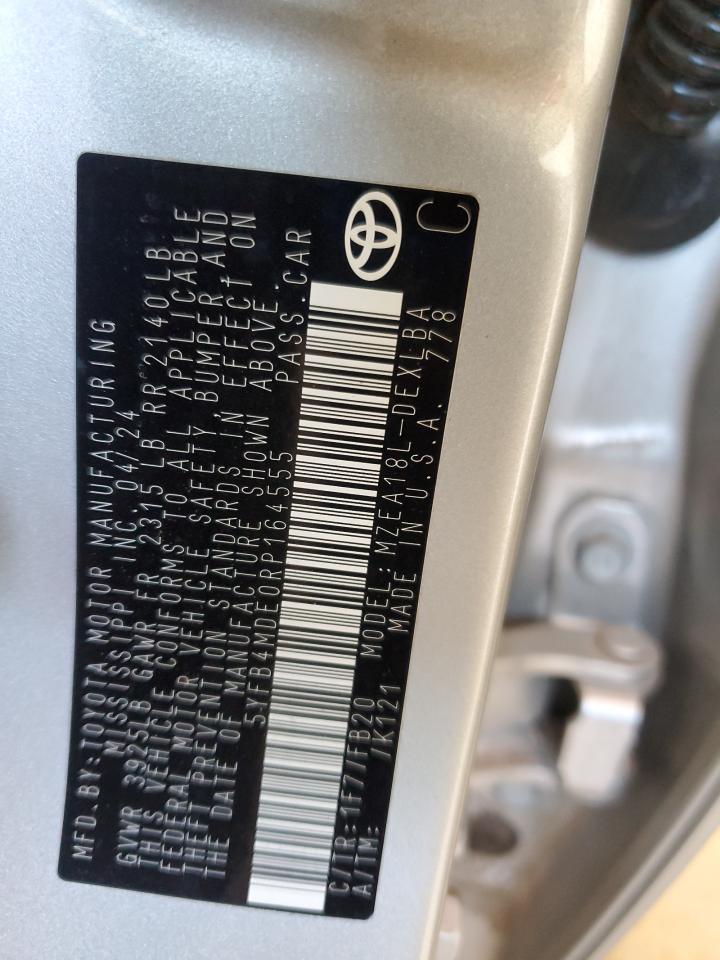 MFD.BY:TOYOTA MOTOR MANUFACTURING
MISSISSIPPI INC.04/24
GVWR 3925LB GAWR FR 2315 LB RR 2140 LB
THIS VEHICLE CONFORMS TO ALL APPLICABLE
FEDERAL MOTOR VEHICLE SAFETY, BUMPER AND
THEFT PREVENTION STANDARDS IN EFFECT ON
THE DATE OF MANUFACTURE SHOWN ABOVE.
5YFB4MDE0RP164555 PASS.CAR
C/TR:1F7/FB20 MODEL:MZEA18L-DEXLBA
A/TM: /K121 MADE IN U.S.A. 778
C